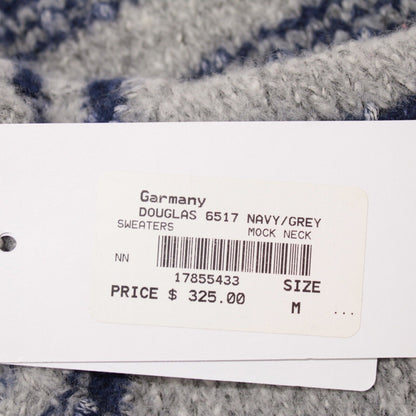 Garmany
DOUGLAS 6517 NAVY/GREY
SWEATERS MOCK NECK
NN
17855433
SIZE
PRICE $ 325.00
M ...